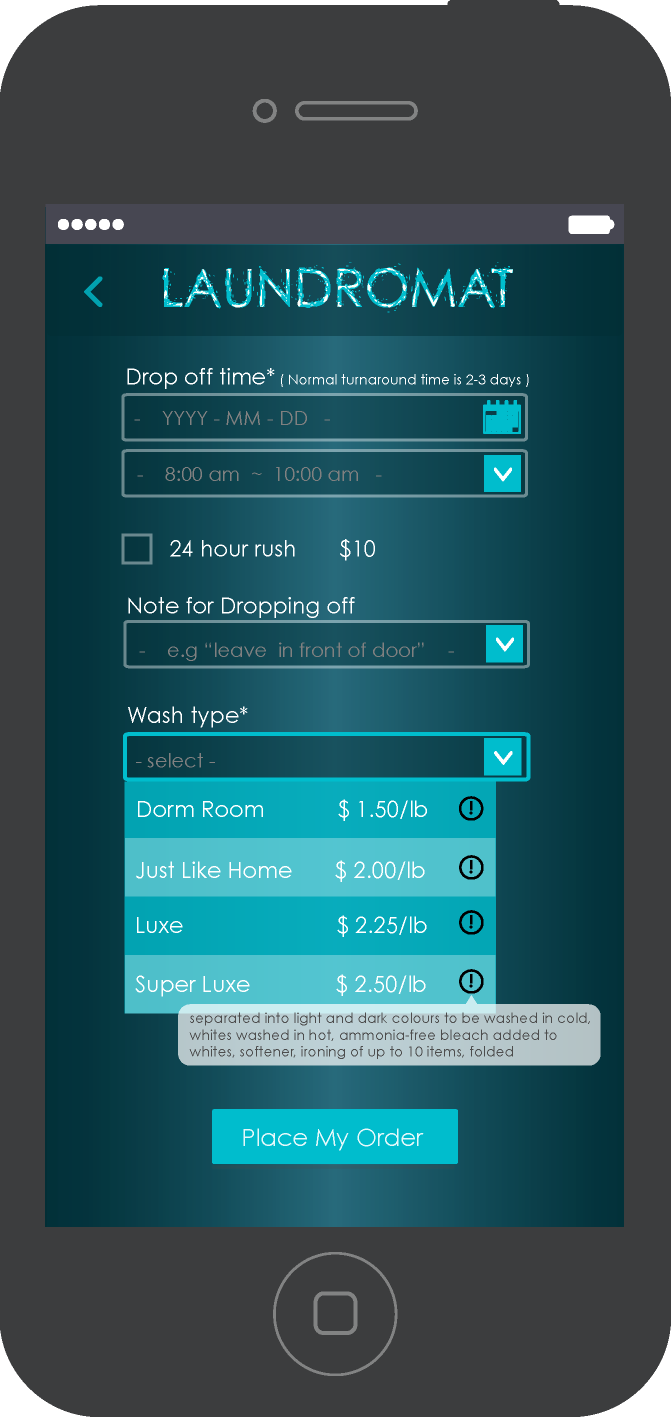 LAUNDROMAT
Drop off time* ( Normal turnaround time is 2-3 days )
- YYYY - MM - DD -
- 8:00 am ~ 10:00 am -
24 hour rush $10
Note for Dropping off
- e.g “leave in front of door” -
Wash type*
- select -
Dorm Room $ 1.50/lb
Just Like Home $ 2.00/lb
Luxe $ 2.25/lb
Super Luxe $ 2.50/lb
separated into light and dark colours to be washed in cold,
whites washed in hot, ammonia-free bleach added to
whites, softener, ironing of up to 10 items, folded
Place My Order